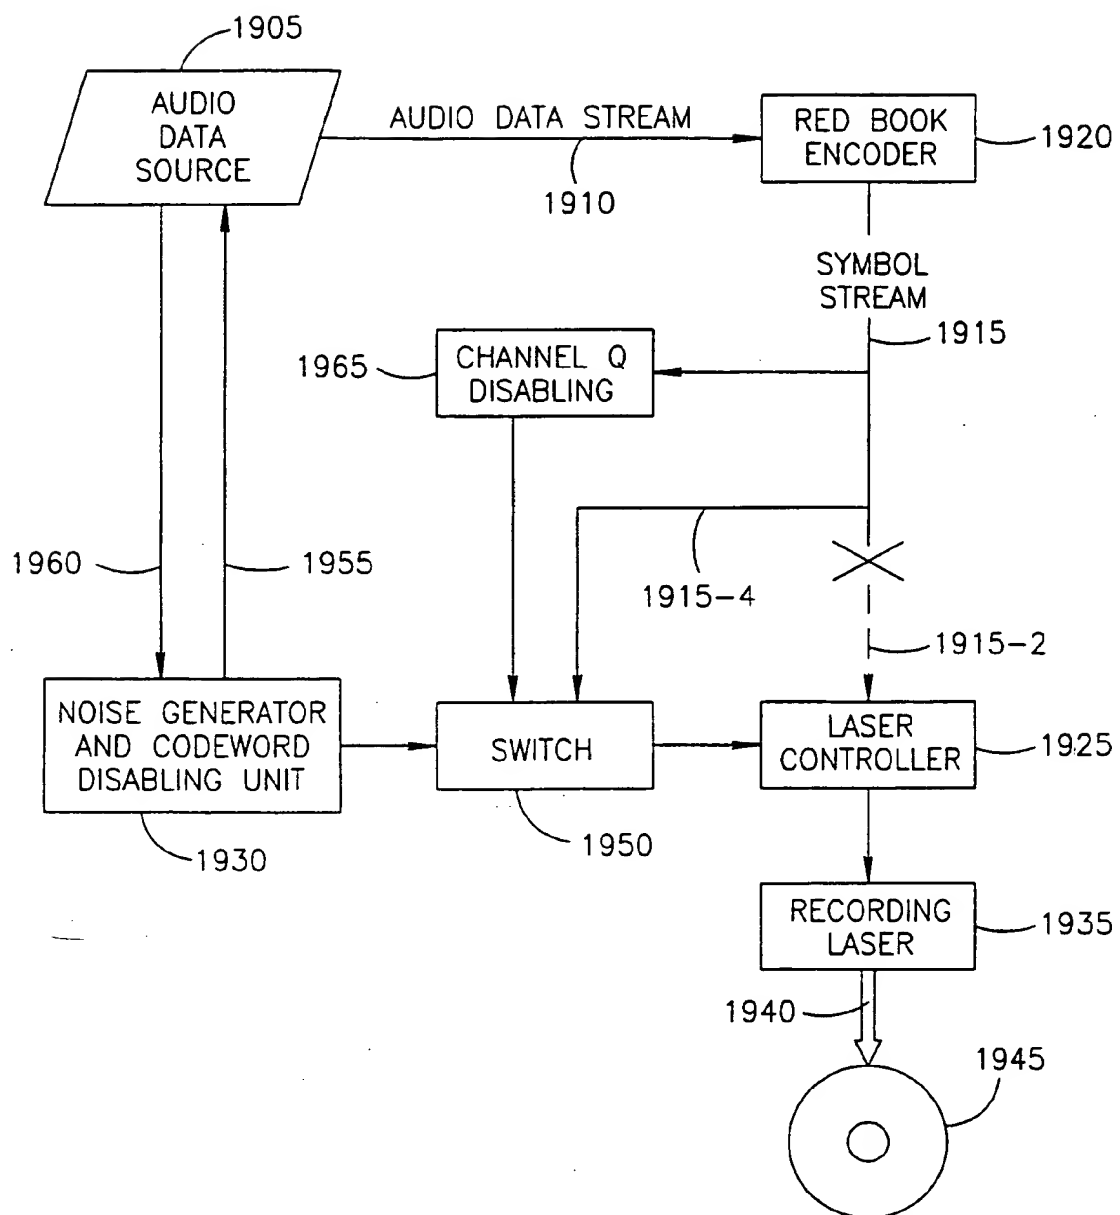 1905
AUDIO
DATA
SOURCE
AUDIO DATA STREAM
1910
RED BOOK
ENCODER
1920
SYMBOL
STREAM
1915
1965
CHANNEL Q
DISABLING
1960
1955
1915-4
1915-2
NOISE GENERATOR
AND CODEWORD
DISABLING UNIT
1930
SWITCH
1950
LASER
CONTROLLER
1925
RECORDING
LASER
1935
1940
1945